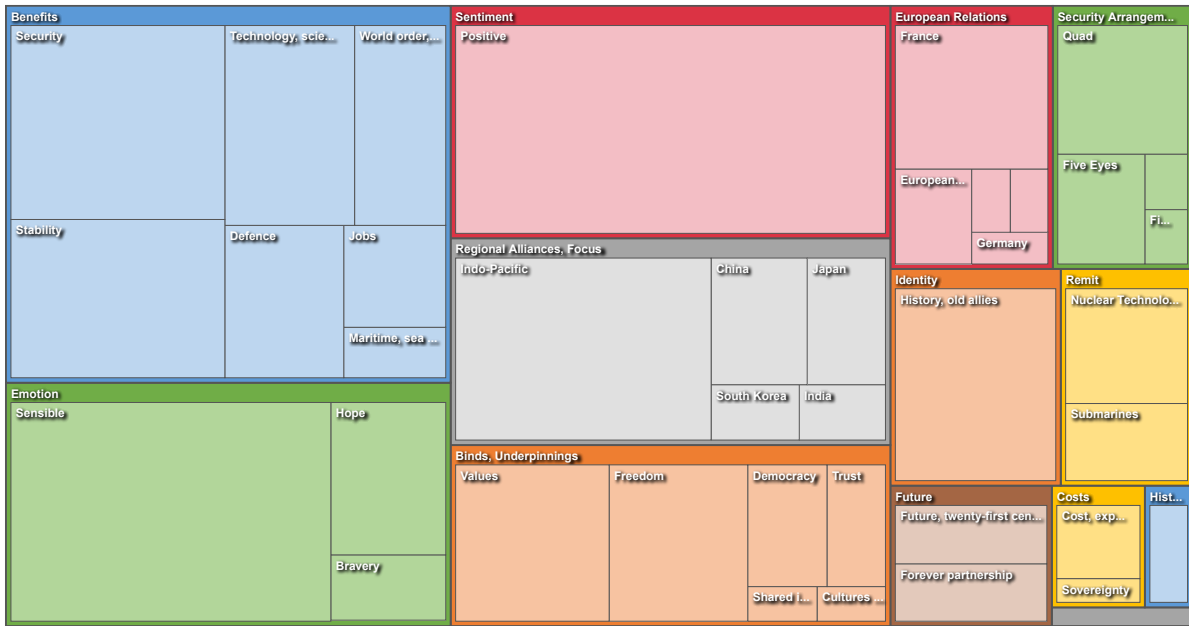 Benefits
Security
Technology, scie...
World order,...
Stability
Defence
Jobs
Maritime, sea ...
Emotion
Sensible
Hope
Bravery
Sentiment
Positive
Regional Alliances, Focus
Indo-Pacific
China
Japan
South Korea
India
Binds, Underpinnings
Values
Freedom
Democracy
Trust
Shared I...
Cultures ...
European Relations
France
European...
Germany
Security Arrangem...
Quad
Five Eyes
Fi...
Identity
History, old allies
Remit
Nuclear Technolo...
Submarines
Future
Future, twenty-first cen...
Forever partnership
Costs
Cost, exp...
Sovereignty
Hist...